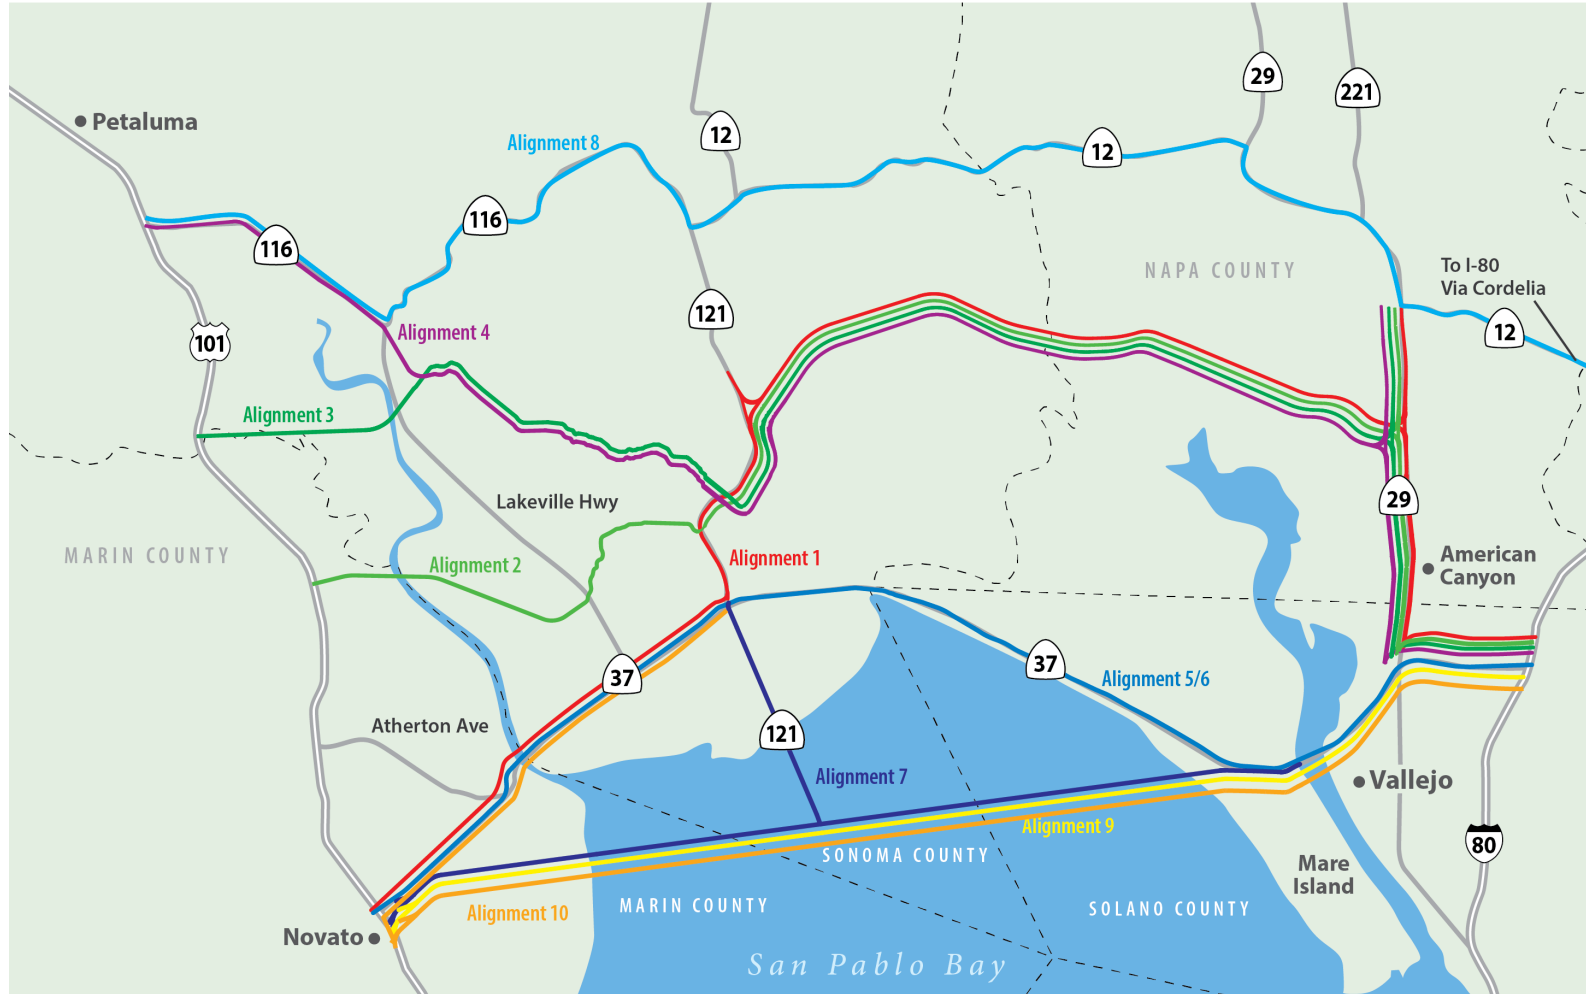 29
221
Petaluma
12
Alignment 8
12
116
116
NAPA COUNTY
To I-80
Via Cordelia
121
Alignment 4
12
101
Alignment 3
Lakeville Hwy
29
MARIN COUNTY
Alignment 2
Alignment 1
American
Canyon
37
37
Alignment 5/6
Atherton Ave
121
Alignment 7
Vallejo
Alignment 9
80
SONOMA COUNTY
Mare
Island
MARIN COUNTY
SOLANO COUNTY
Alignment 10
Novato
San Pablo Bay